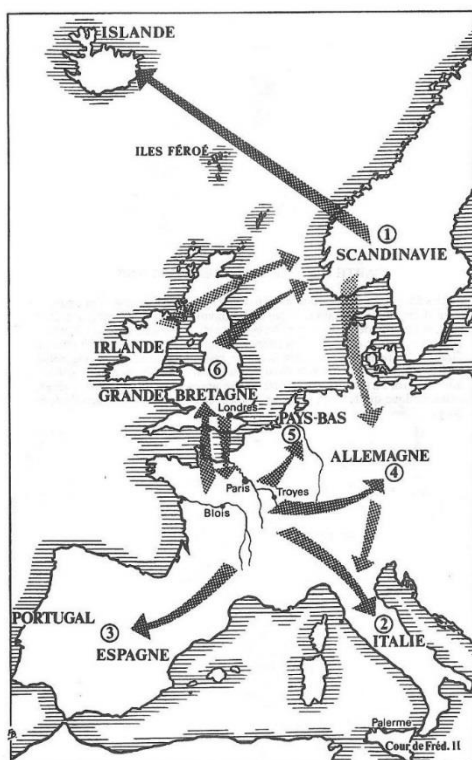 ISLANDE
ILES FÉROÉ
①
SCANDINAVIE
IRLANDE
⑥
GRANDE BRETAGNE
Londres
PAYS-BAS
⑤
ALLEMAGNE
④
Paris
Troyes
Blois
PORTUGAL
③
ESPAGNE
②
ITALIE
Palerme
Cour de Fréd. II